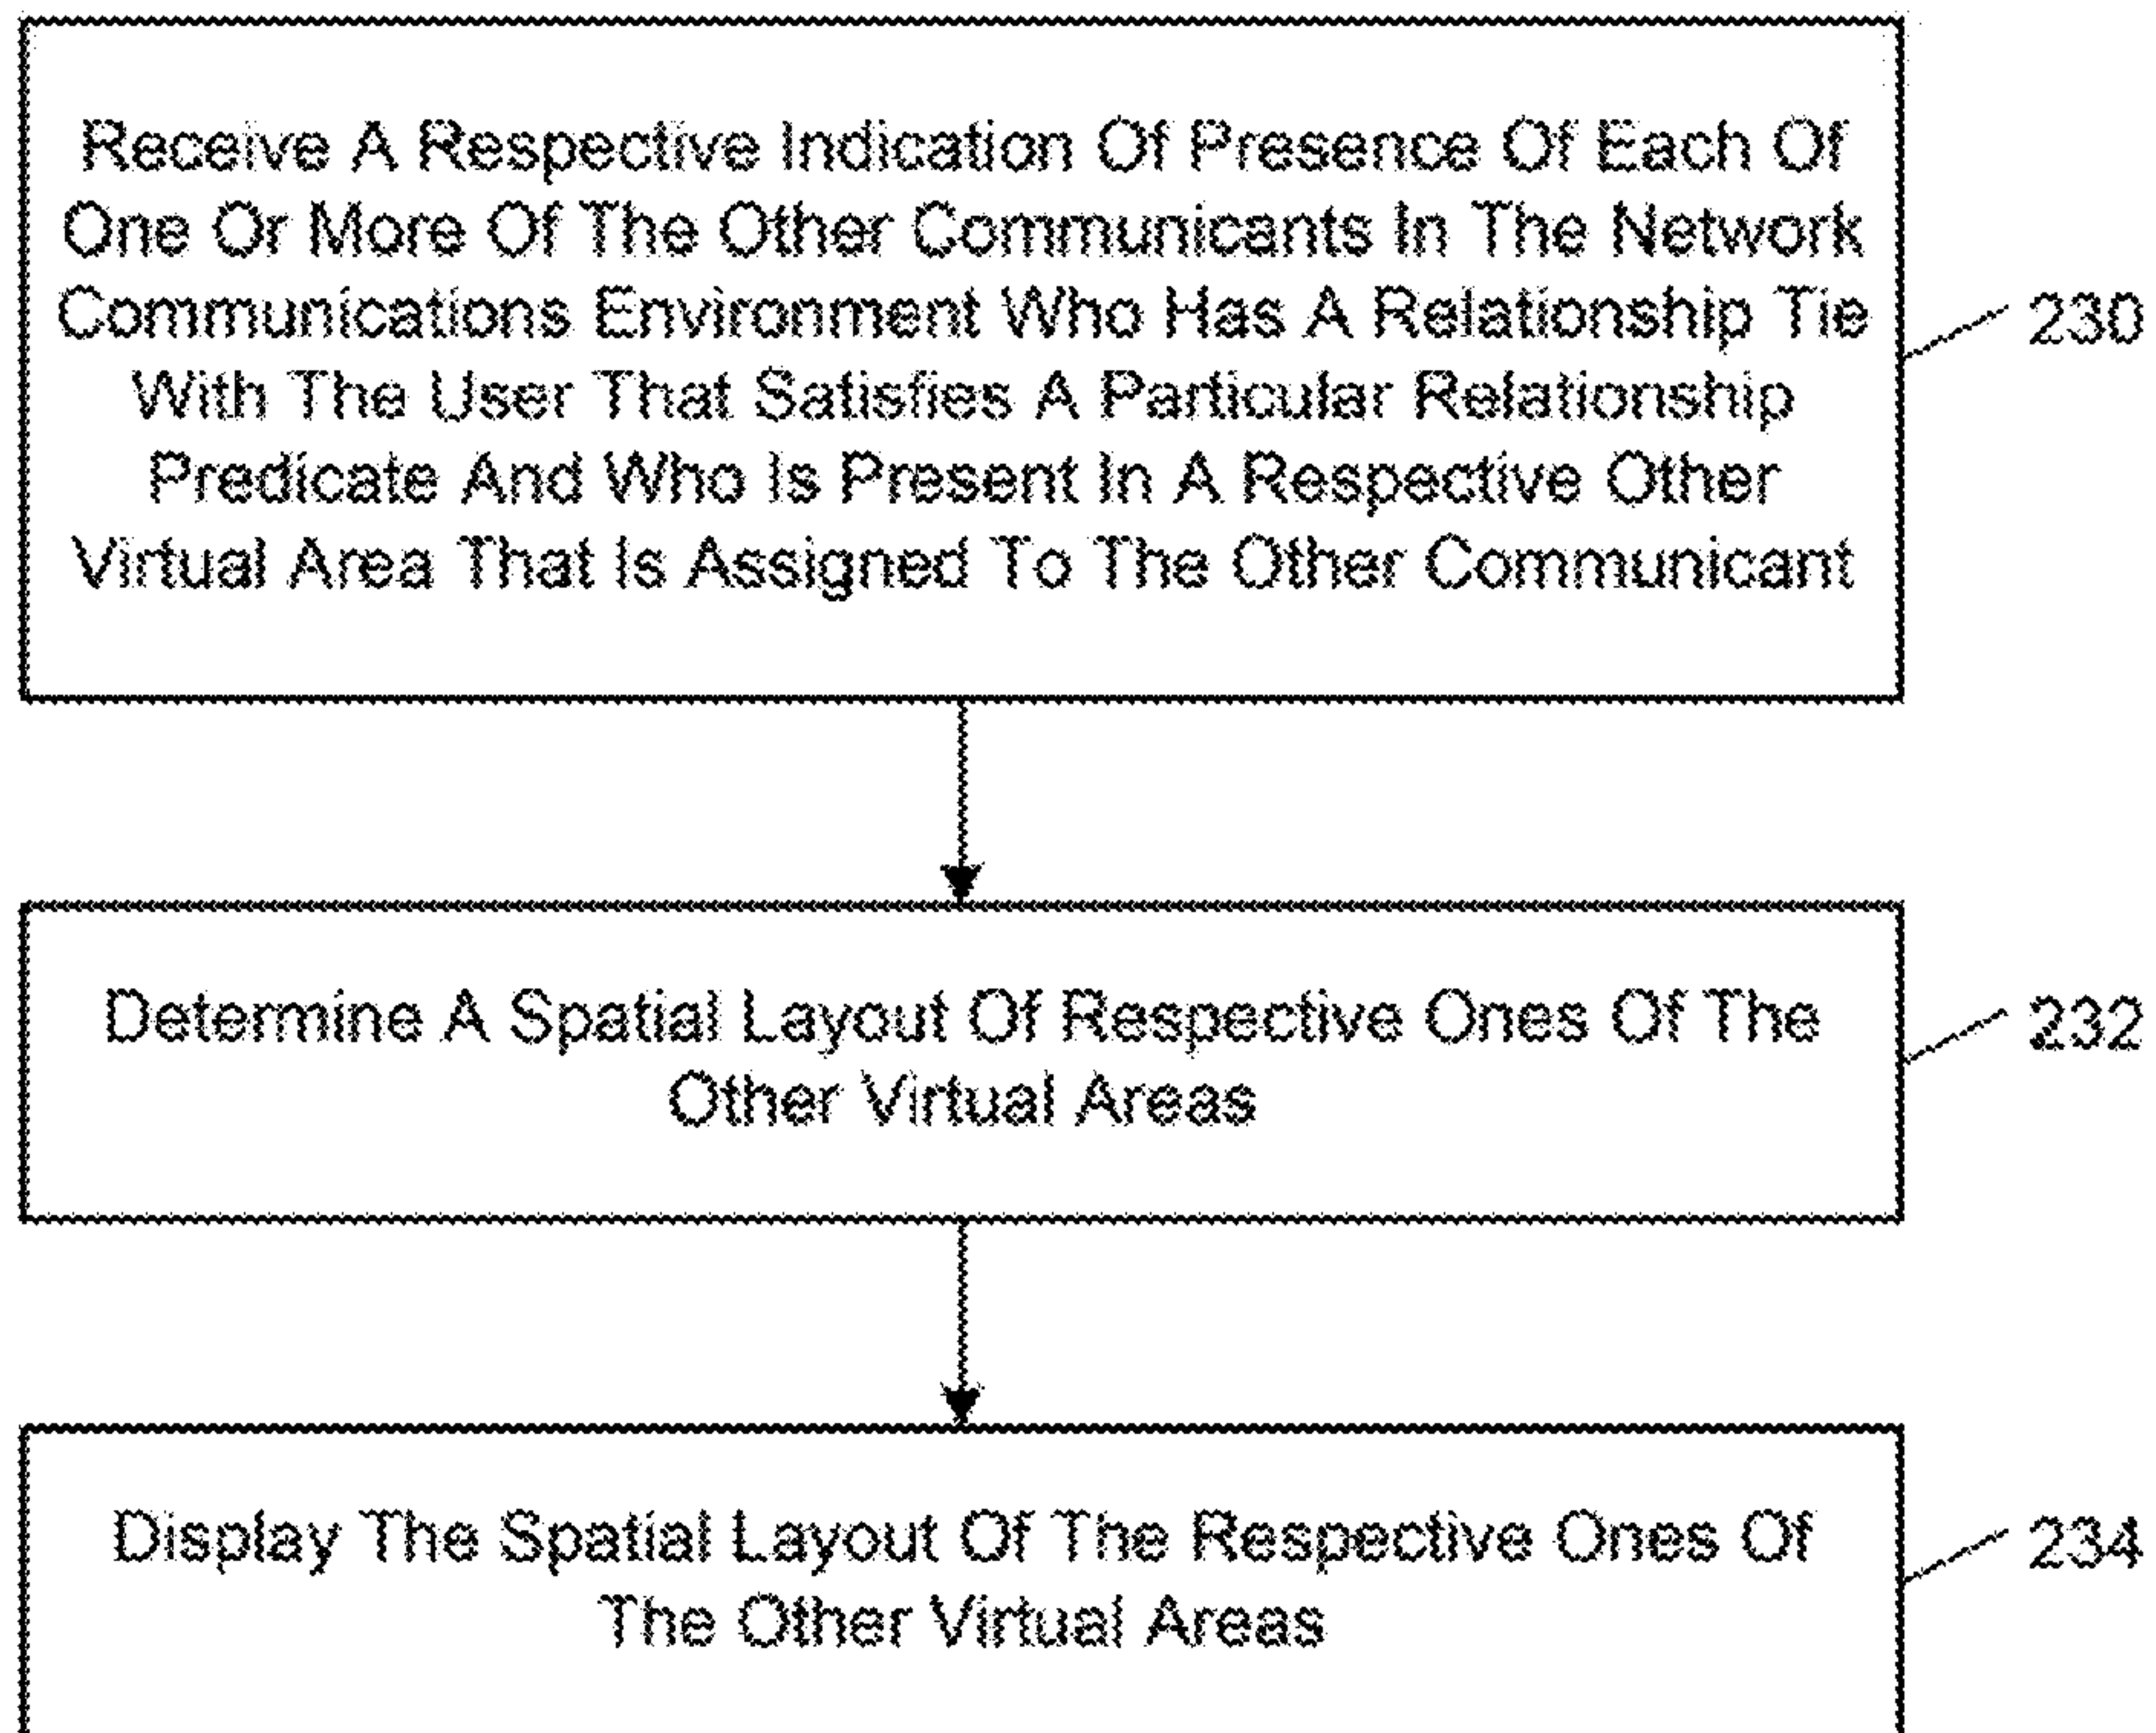 Receive A Respective Indication Of Presence Of Each Of
One Or More Of The Other Communicants In The Network
Communications Environment Who Has A Relationship Tie
With The User That Satisfies A Particular Relationship
Predicate And Who Is Present In A Respective Other
Virtual Area That Is Assigned To The Other Communicant
230
Determine A Spatial Layout Of Respective Ones Of The
Other Virtual Areas
232
Display The Spatial Layout Of The Respective Ones Of
The Other Virtual Areas
234